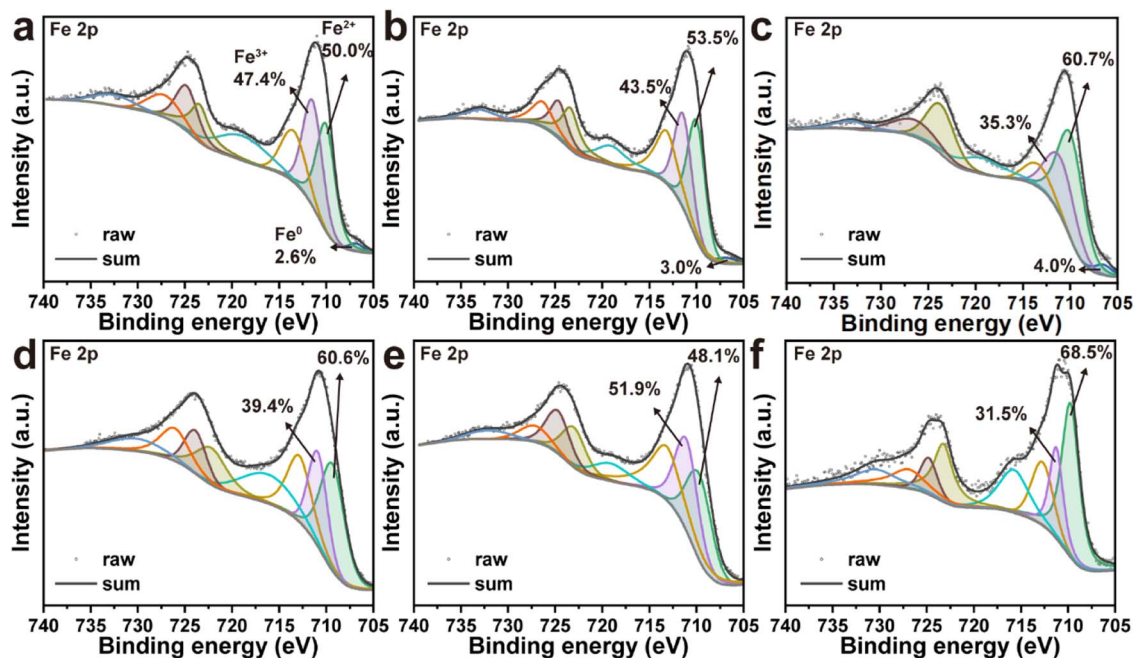 a
Fe 2p
Fe³⁺
47.4%
Fe²⁺
50.0%
Fe⁰
2.6%
raw
sum
Intensity (a.u.)
740 735 730 725 720 715 710 705
Binding energy (eV)
b
Fe 2p
53.5%
43.5%
3.0%
raw
sum
Intensity (a.u.)
740 735 730 725 720 715 710 705
Binding energy (eV)
c
Fe 2p
60.7%
35.3%
4.0%
raw
sum
Intensity (a.u.)
740 735 730 725 720 715 710 705
Binding energy (eV)
d
Fe 2p
60.6%
39.4%
raw
sum
Intensity (a.u.)
740 735 730 725 720 715 710 705
Binding energy (eV)
e
Fe 2p
48.1%
51.9%
raw
sum
Intensity (a.u.)
740 735 730 725 720 715 710 705
Binding energy (eV)
f
Fe 2p
68.5%
31.5%
raw
sum
Intensity (a.u.)
740 735 730 725 720 715 710 705
Binding energy (eV)